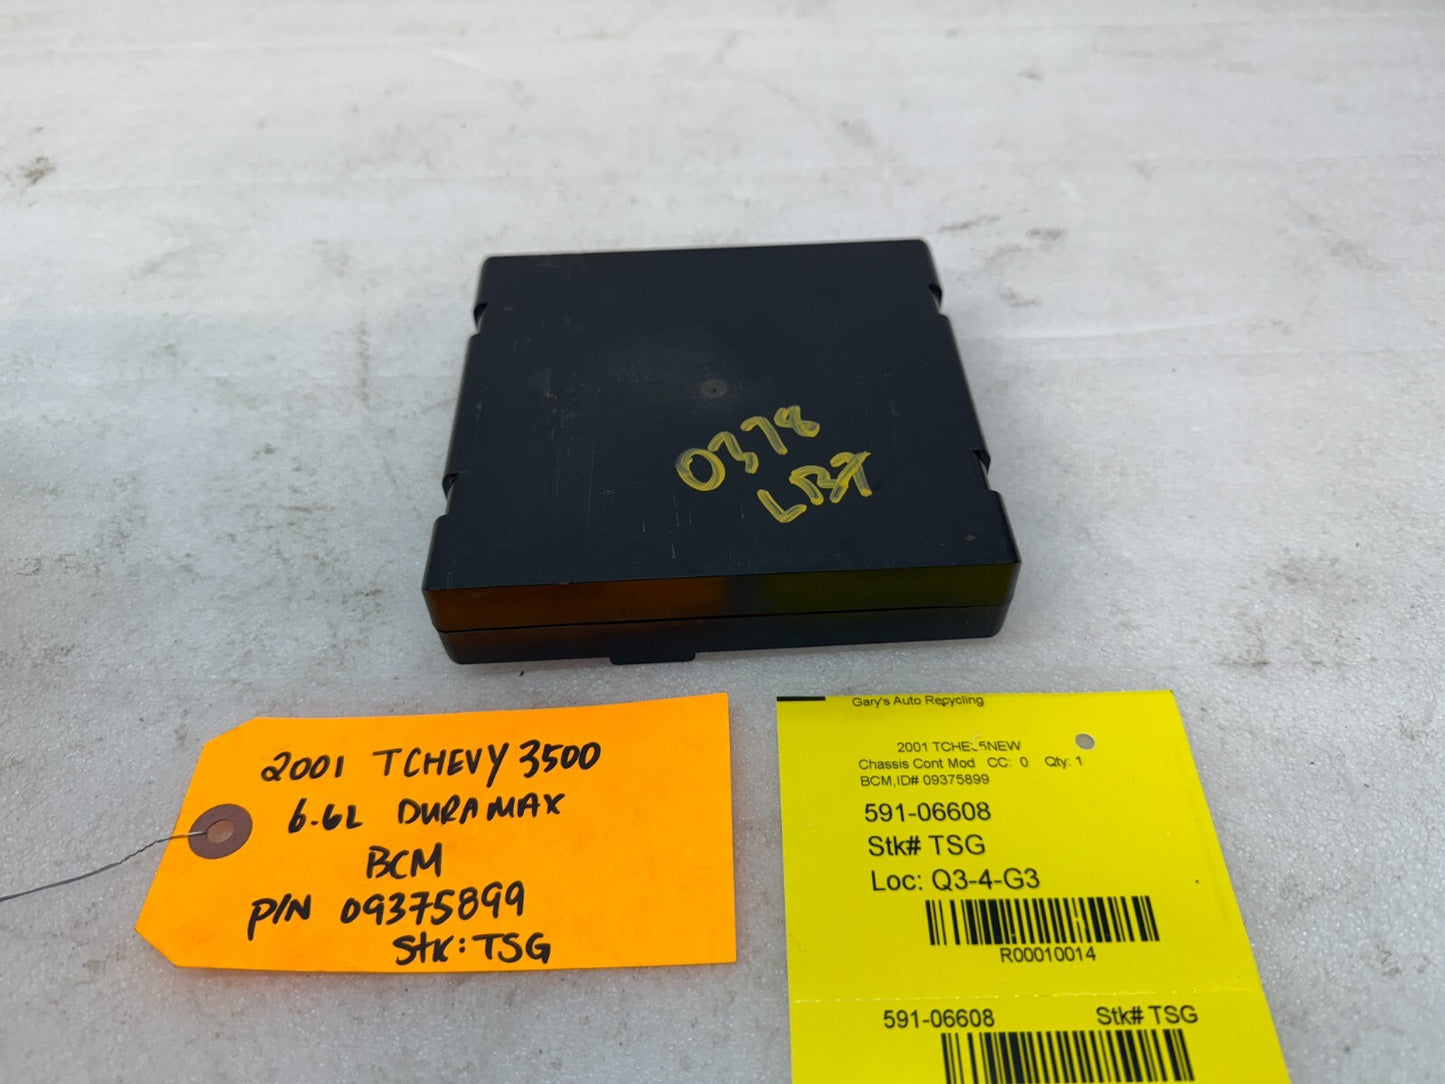 0378
LB7
2001 TCHEVY 3500
6.6L DURAMAX
BCM
P/N 09375899
Stk: TSG
Gary's Auto Recycling
2001 5NEW
Chassis Cont Mod CC: 0 Qty: 1
BCM,ID# 09375899
591-06608
Stk# TSG
Loc: Q3-4-G3
R00010014
591-06608 Stk# TSG